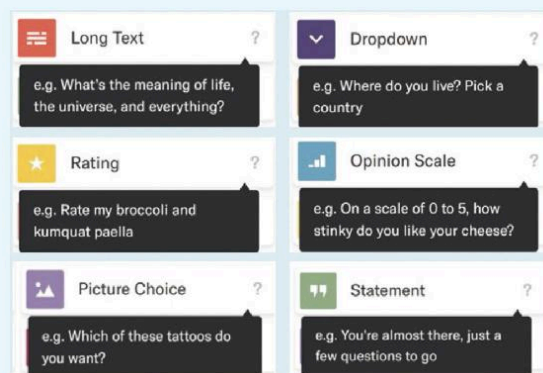 Long Text ?
e.g. What's the meaning of life,
the universe, and everything?
Dropdown ?
e.g. Where do you live? Pick a
country
Rating ?
e.g. Rate my broccoli and
kumquat paella
Opinion Scale ?
e.g. On a scale of 0 to 5, how
stinky do you like your cheese?
Picture Choice ?
e.g. Which of these tattoos do
you want?
Statement ?
e.g. You're almost there, just a
few questions to go